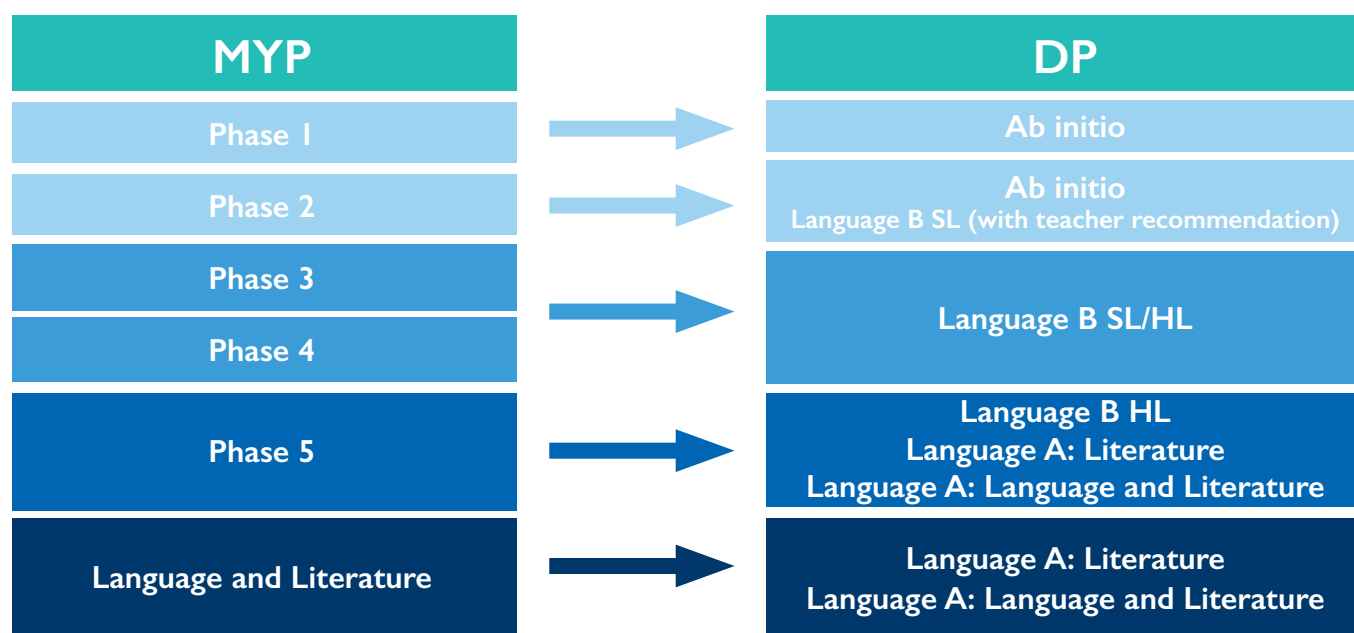 MYP
DP
Phase 1
Ab initio
Phase 2
Ab initio
Language B SL (with teacher recommendation)
Phase 3
Phase 4
Language B SL/HL
Phase 5
Language B HL
Language A: Literature
Language A: Language and Literature
Language and Literature
Language A: Literature
Language A: Language and Literature